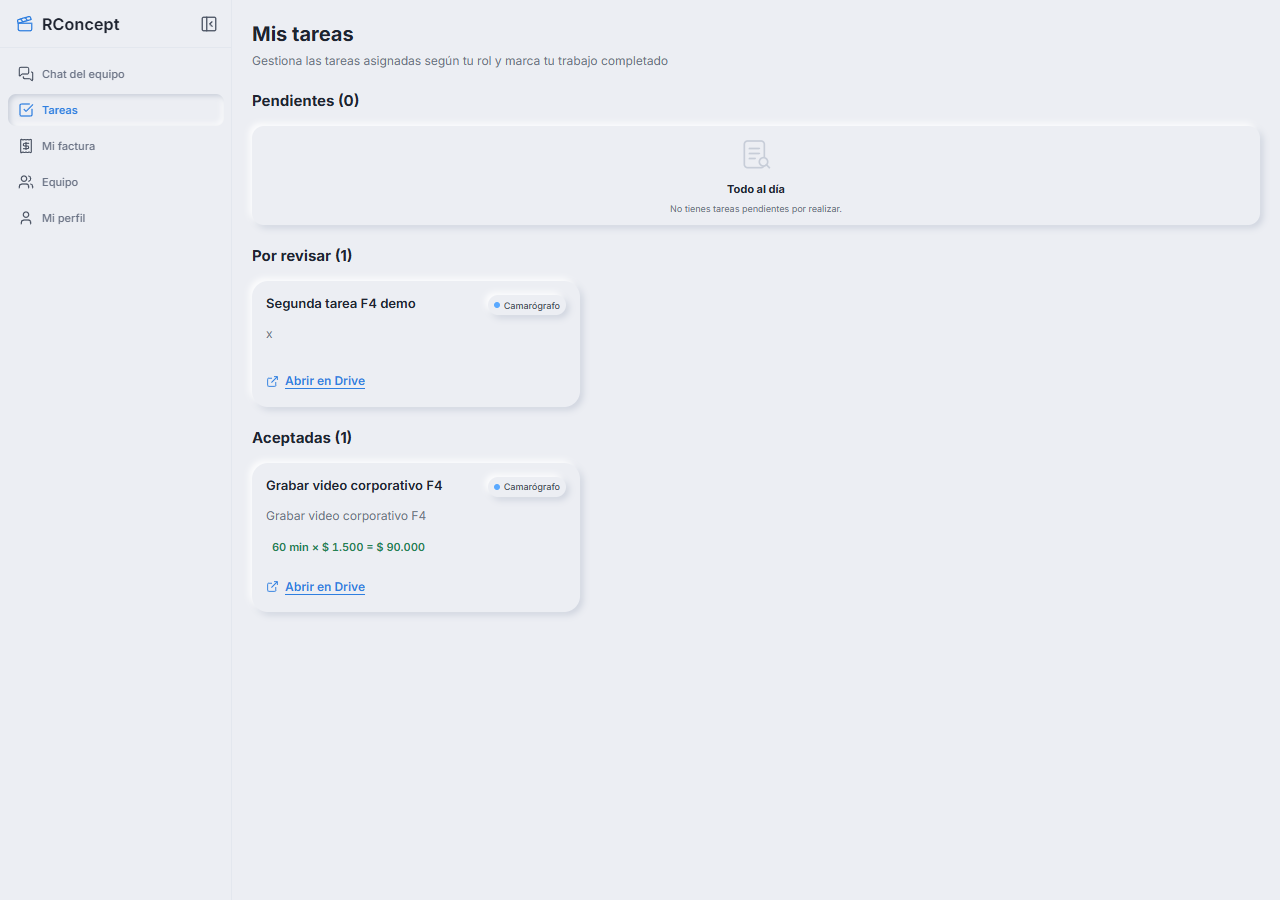 RConcept
Chat del equipo
Tareas
Mi factura
Equipo
Mi perfil
Mis tareas
Gestiona las tareas asignadas según tu rol y marca tu trabajo completado
Pendientes (0)
Todo al día
No tienes tareas pendientes por realizar.
Por revisar (1)
Segunda tarea F4 demo
Camarógrafo
x
Abrir en Drive
Aceptadas (1)
Grabar video corporativo F4
Camarógrafo
Grabar video corporativo F4
60 min × $ 1.500 = $ 90.000
Abrir en Drive